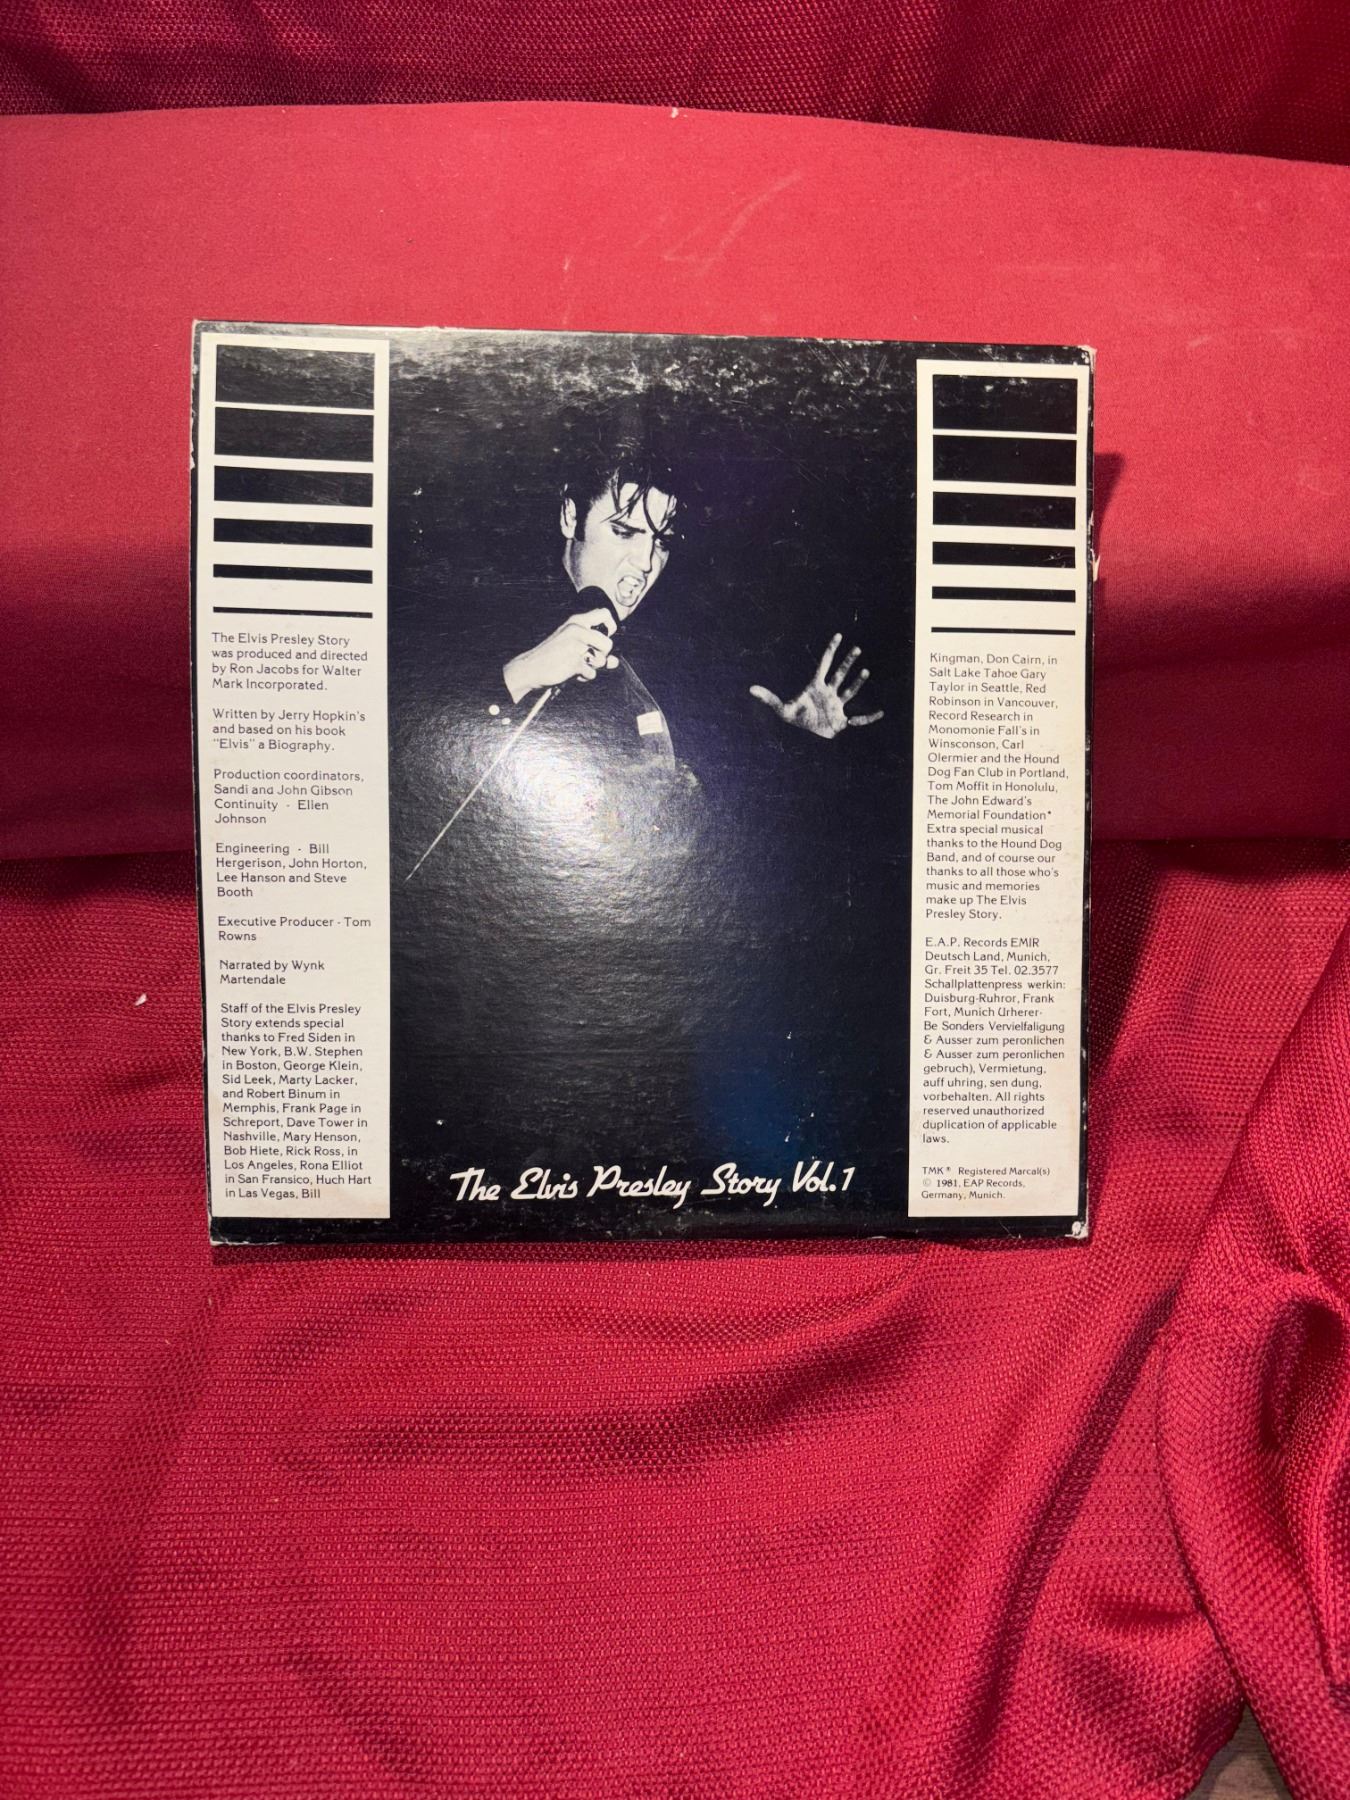 The Elvis Presley Story
was produced and directed
by Ron Jacobs for Walter
Mark Incorporated.
Written by Jerry Hopkin's
and based on his book
"Elvis" a Biography.
Production coordinators,
Sandi and John Gibson
Continuity - Ellen
Johnson
Engineering - Bill
Hergerison, John Horton,
Lee Hanson and Steve
Booth
Executive Producer - Tom
Rowns
Narrated by Wynk
Martendale
Staff of the Elvis Presley
Story extends special
thanks to Fred Siden in
New York, B.W. Stephen
in Boston, George Klein,
Sid Leek, Marty Lacker,
and Robert Binum in
Memphis, Frank Page in
Schreport, Dave Tower in
Nashville, Mary Henson,
Bob Hiete, Rick Ross, in
Los Angeles, Rona Elliot
in San Fransico, Huch Hart
in Las Vegas, Bill
The Elvis Presley Story Vol.1
Kingman, Don Cairn, in
Salt Lake Tahoe Gary
Taylor in Seattle, Red
Robinson in Vancouver,
Record Research in
Monomonie Fall's in
Winsconson, Carl
Olermier and the Hound
Dog Fan Club in Portland,
Tom Moffit in Honolulu,
The John Edward's
Memorial Foundation*
Extra special musical
thanks to the Hound Dog
Band, and of course our
thanks to all those who's
music and memories
make up The Elvis
Presley Story.
E.A.P. Records EMIR
Deutsch Land, Munich,
Gr. Freit 35 Tel. 02.3577
Schallplattenpress werkin:
Duisburg-Ruhror, Frank
Fort, Munich Urherer-
Be Sonders Vervielfaligung
& Ausser zum peronlichen
& Ausser zum peronlichen
gebruch), Vermietung,
auff uhring, sen dung,
vorbehalten. All rights
reserved unauthorized
duplication of applicable
laws.
TMK ® Registered Marcal(s)
© 1981, EAP Records,
Germany, Munich.